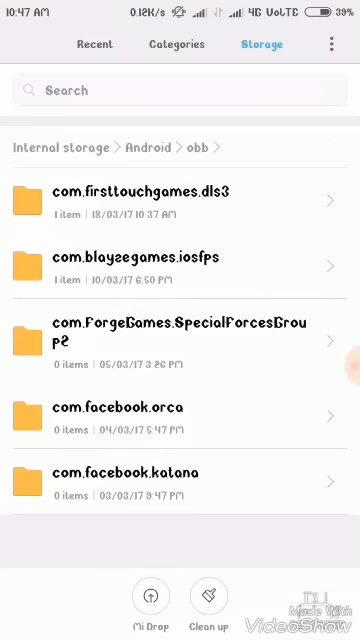 10:47 AM 0.12K/s 4G VoLTE 39%
Recent Categories Storage
Search
Internal storage > Android > obb >
com.firsttouchgames.dls3
1 item | 18/03/17 10:37 AM
com.blayzegames.iosfps
1 item | 10/03/17 6:50 PM
com.ForgeGames.SpecialForcesGrou
p2
0 items | 05/03/17 3:26 PM
com.facebook.orca
0 items | 04/03/17 5:47 PM
com.facebook.katana
0 items | 03/03/17 9:47 PM
Mi Drop Clean up
Made With
VideoShow